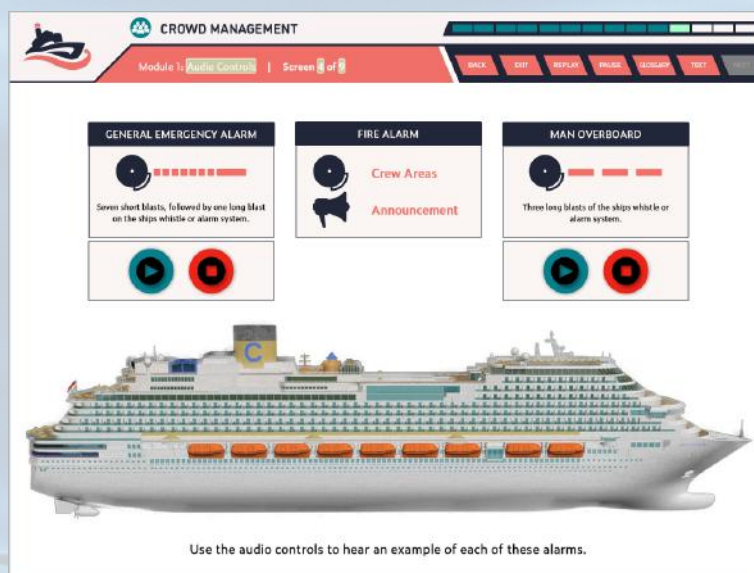 CROWD MANAGEMENT
Module 1: Audio Controls | Screen 4 of 9
BACK EXIT REPLAY PAUSE GLOSSARY TEXT NEXT
GENERAL EMERGENCY ALARM
Seven short blasts, followed by one long blast
on the ships whistle or alarm system.
FIRE ALARM
Crew Areas
Announcement
MAN OVERBOARD
Three long blasts of the ships whistle or
alarm system.
C
Use the audio controls to hear an example of each of these alarms.